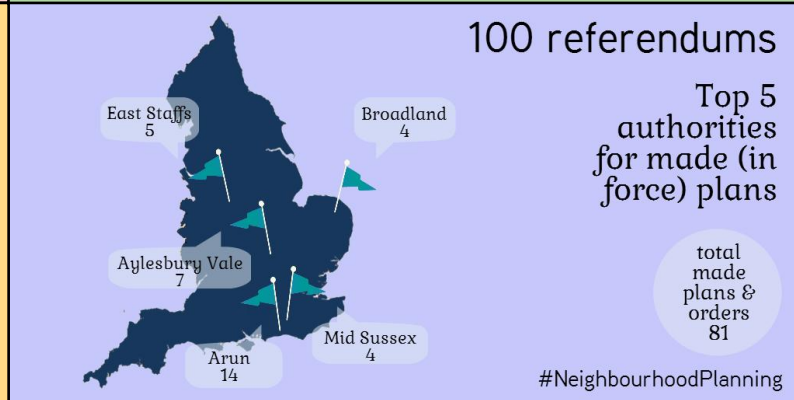 100 referendums
Top 5
authorities
for made (in
force) plans
East Staffs
5
Broadland
4
Aylesbury Vale
7
Arun
14
Mid Sussex
4
total
made
plans &
orders
81
#NeighbourhoodPlanning